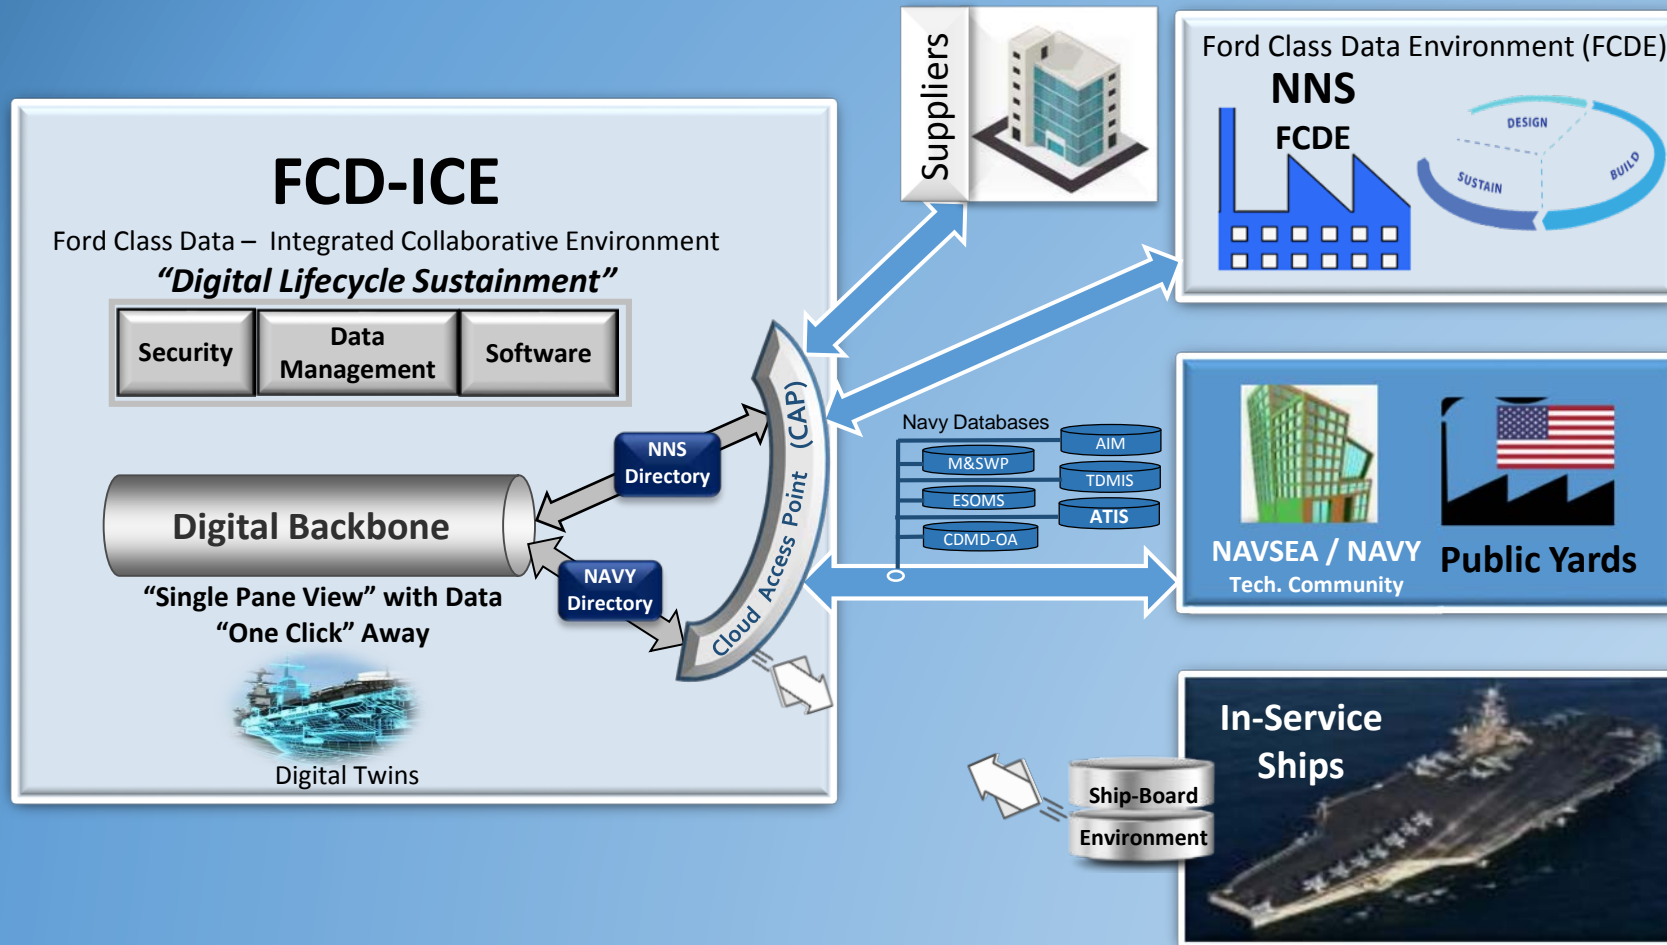 FCD-ICE
Ford Class Data – Integrated Collaborative Environment
“Digital Lifecycle Sustainment”
Security
Data
Management
Software
NNS
Directory
Digital Backbone
NAVY
Directory
“Single Pane View” with Data
“One Click” Away
Digital Twins
Cloud Access Point (CAP)
Suppliers
Ford Class Data Environment (FCDE)
NNS
FCDE
DESIGN
BUILD
SUSTAIN
Navy Databases
AIM
M&SWP
TDMIS
ESOMS
ATIS
CDMD-OA
NAVSEA / NAVY
Tech. Community
Public Yards
In-Service
Ships
Ship-Board
Environment